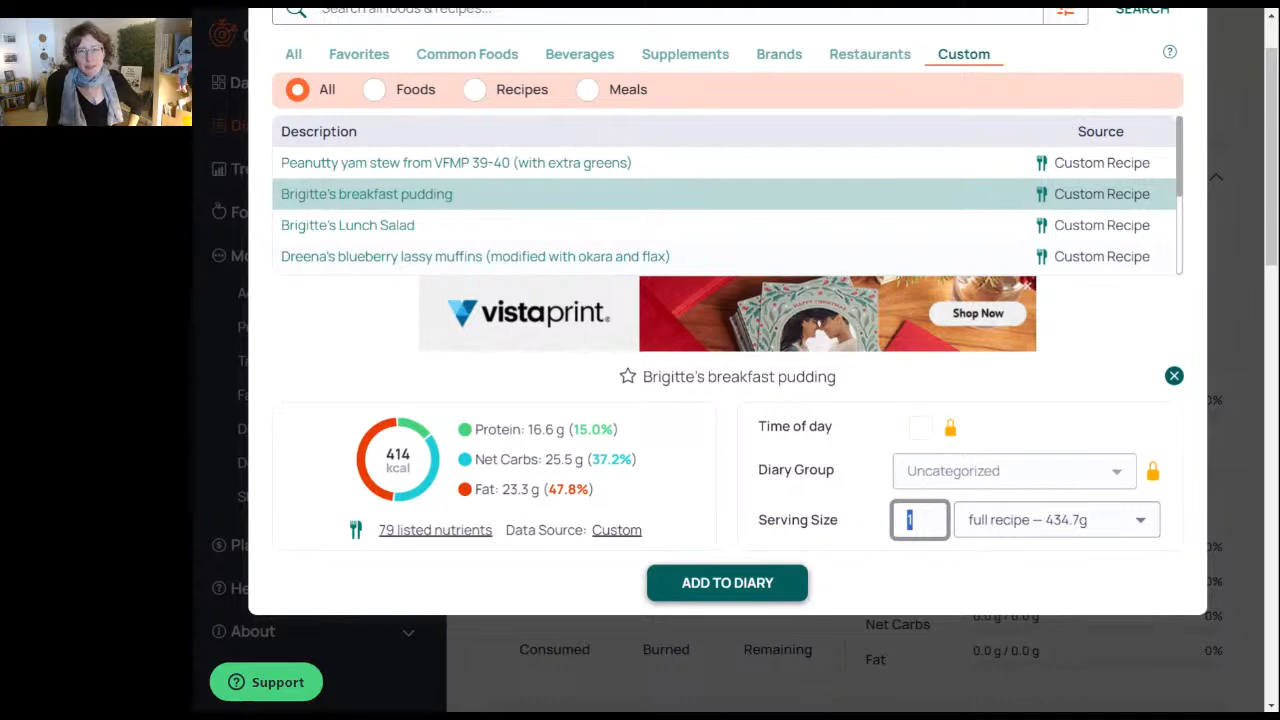 Search all foods & recipes...
SEARCH
All Favorites Common Foods Beverages Supplements Brands Restaurants Custom
All Foods Recipes Meals
Description Source
Peanutty yam stew from VFMP 39-40 (with extra greens) Custom Recipe
Brigitte's breakfast pudding Custom Recipe
Brigitte's Lunch Salad Custom Recipe
Dreena's blueberry lassy muffins (modified with okara and flax) Custom Recipe
vistaprint.
HAPPY CHRISTMAS
Shop Now
Brigitte's breakfast pudding
414 kcal
Protein: 16.6 g (15.0%)
Net Carbs: 25.5 g (37.2%)
Fat: 23.3 g (47.8%)
79 listed nutrients Data Source: Custom
Time of day
Diary Group Uncategorized
Serving Size 1 full recipe — 434.7g
ADD TO DIARY
About
Support
Consumed Burned Remaining
Net Carbs 0.0 g / 0.0 g 0%
Fat 0.0 g / 0.0 g 0%